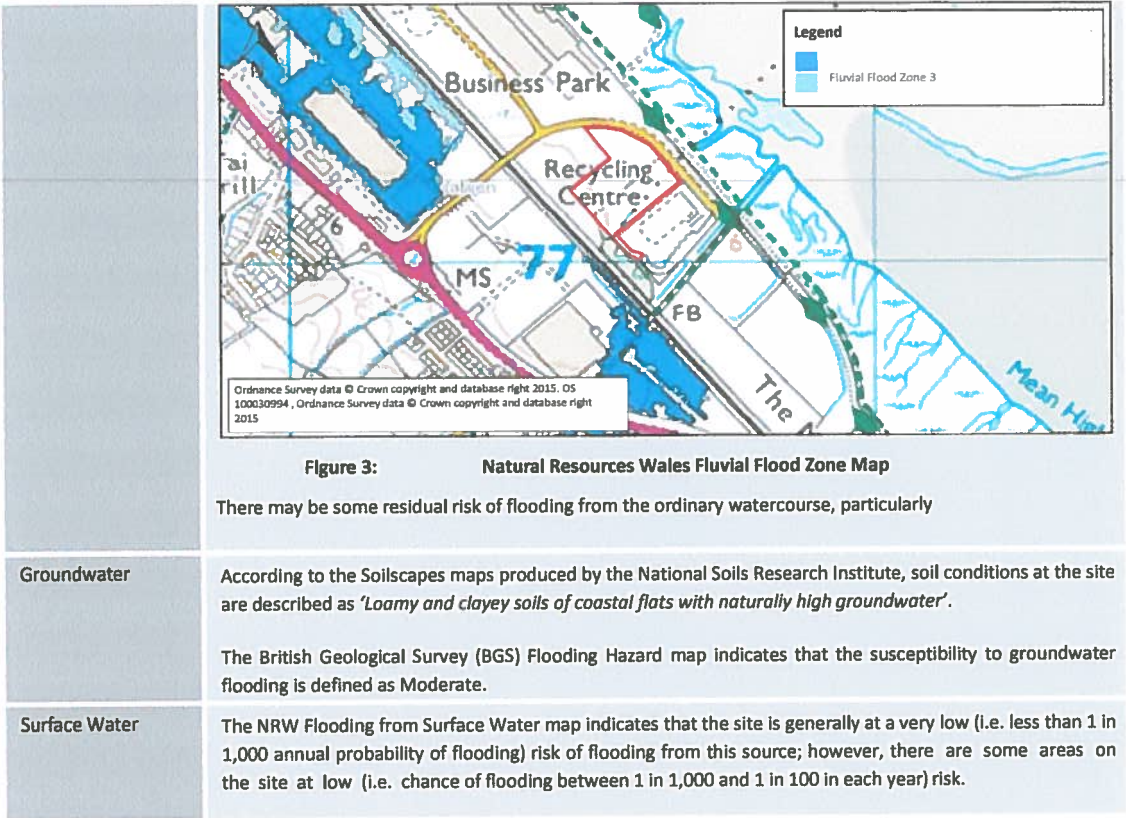 Legend
Fluvial Flood Zone 3
Business Park
Recycling
Centre
77
MS
FB
The
Mean Hig
Ordnance Survey data © Crown copyright and database right 2015. OS
100030994 , Ordnance Survey data © Crown copyright and database right
2015
Figure 3: Natural Resources Wales Fluvial Flood Zone Map
There may be some residual risk of flooding from the ordinary watercourse, particularly
Groundwater
According to the Soilscapes maps produced by the National Soils Research Institute, soil conditions at the site
are described as 'Loamy and clayey soils of coastal flats with naturally high groundwater'.
The British Geological Survey (BGS) Flooding Hazard map indicates that the susceptibility to groundwater
flooding is defined as Moderate.
Surface Water
The NRW Flooding from Surface Water map indicates that the site is generally at a very low (i.e. less than 1 in
1,000 annual probability of flooding) risk of flooding from this source; however, there are some areas on
the site at low (i.e. chance of flooding between 1 in 1,000 and 1 in 100 in each year) risk.